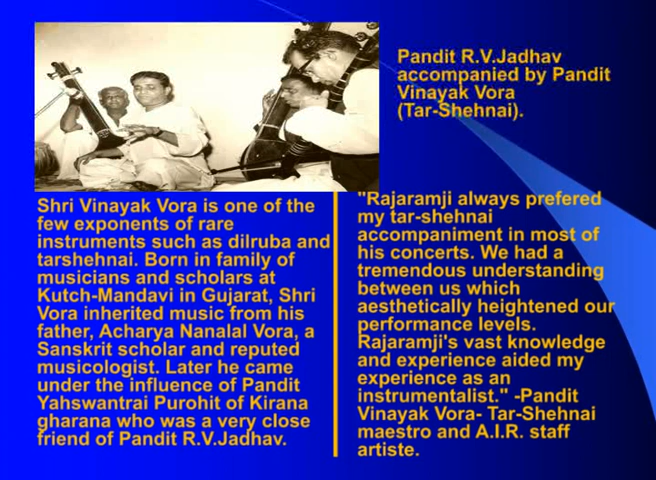 Pandit R.V.Jadhav
accompanied by Pandit
Vinayak Vora
(Tar-Shehnai).
Shri Vinayak Vora is one of the
few exponents of rare
instruments such as dilruba and
tarshehnai. Born in family of
musicians and scholars at
Kutch-Mandavi in Gujarat, Shri
Vora inherited music from his
father, Acharya Nanalal Vora, a
Sanskrit scholar and reputed
musicologist. Later he came
under the influence of Pandit
Yahswantrai Purohit of Kirana
gharana who was a very close
friend of Pandit R.V.Jadhav.
"Rajaramji always prefered
my tar-shehnai
accompaniment in most of
his concerts. We had a
tremendous understanding
between us which
aesthetically heightened our
performance levels.
Rajaramji's vast knowledge
and experience aided my
experience as an
instrumentalist." -Pandit
Vinayak Vora- Tar-Shehnai
maestro and A.I.R. staff
artiste.